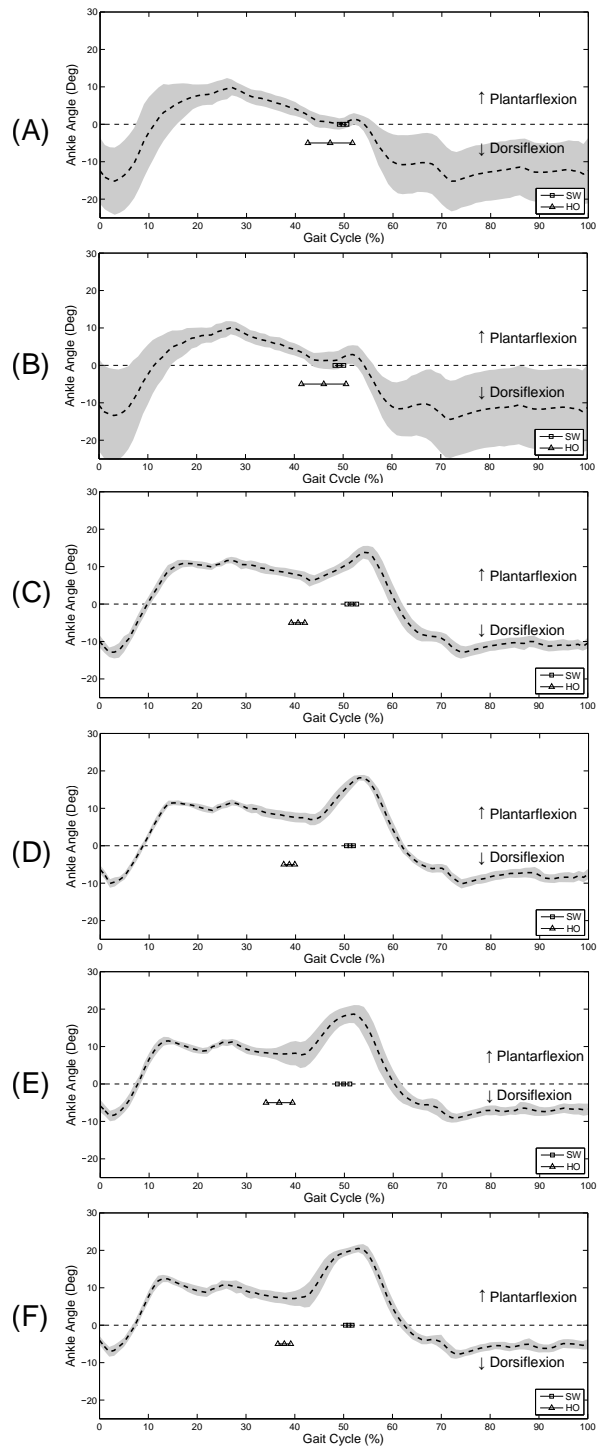 (A)
Ankle Angle (Deg)
30
20
10
0
−10
−20
0 10 20 30 40 50 60 70 80 90 100
Gait Cycle (%)
↑ Plantarflexion
↓ Dorsiflexion
SW
HO
(B)
Ankle Angle (Deg)
30
20
10
0
−10
−20
0 10 20 30 40 50 60 70 80 90 100
Gait Cycle (%)
↑ Plantarflexion
↓ Dorsiflexion
SW
HO
(C)
Ankle Angle (Deg)
30
20
10
0
−10
−20
0 10 20 30 40 50 60 70 80 90 100
Gait Cycle (%)
↑ Plantarflexion
↓ Dorsiflexion
SW
HO
(D)
Ankle Angle (Deg)
30
20
10
0
−10
−20
0 10 20 30 40 50 60 70 80 90 100
Gait Cycle (%)
↑ Plantarflexion
↓ Dorsiflexion
SW
HO
(E)
Ankle Angle (Deg)
30
20
10
0
−10
−20
0 10 20 30 40 50 60 70 80 90 100
Gait Cycle (%)
↑ Plantarflexion
↓ Dorsiflexion
SW
HO
(F)
Ankle Angle (Deg)
30
20
10
0
−10
−20
0 10 20 30 40 50 60 70 80 90 100
Gait Cycle (%)
↑ Plantarflexion
↓ Dorsiflexion
SW
HO